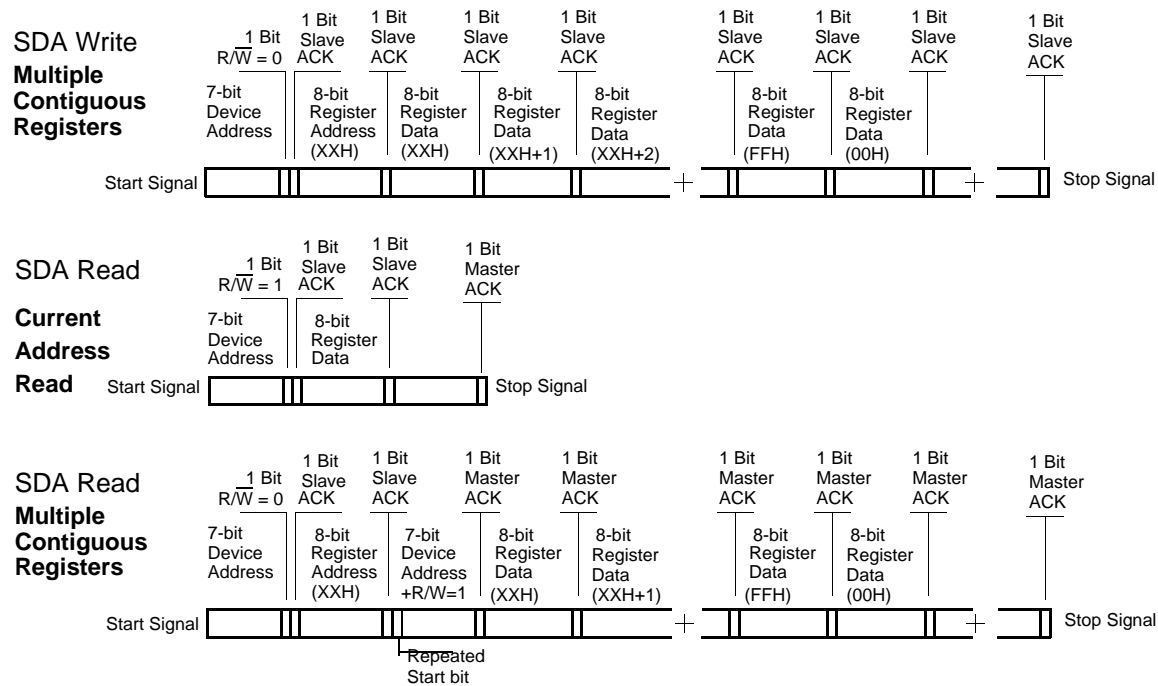 SDA Write
Multiple
Contiguous
Registers
1 Bit
R/W = 0
1 Bit
Slave
ACK
1 Bit
Slave
ACK
1 Bit
Slave
ACK
1 Bit
Slave
ACK
1 Bit
Slave
ACK
1 Bit
Slave
ACK
1 Bit
Slave
ACK
1 Bit
Slave
ACK
7-bit
Device
Address
8-bit
Register
Address
(XXH)
8-bit
Register
Data
(XXH)
8-bit
Register
Data
(XXH+1)
8-bit
Register
Data
(XXH+2)
8-bit
Register
Data
(FFH)
8-bit
Register
Data
(00H)
Start Signal
Stop Signal
SDA Read
Current
Address
Read
1 Bit
R/W = 1
1 Bit
Slave
ACK
1 Bit
Slave
ACK
1 Bit
Master
ACK
7-bit
Device
Address
8-bit
Register
Data
Start Signal
Stop Signal
SDA Read
Multiple
Contiguous
Registers
1 Bit
R/W = 0
1 Bit
Slave
ACK
1 Bit
Slave
ACK
1 Bit
Master
ACK
1 Bit
Master
ACK
1 Bit
Master
ACK
1 Bit
Master
ACK
1 Bit
Master
ACK
1 Bit
Master
ACK
7-bit
Device
Address
8-bit
Register
Address
(XXH)
7-bit
Device
Address
+R/W=1
8-bit
Register
Data
(XXH)
8-bit
Register
Data
(XXH+1)
8-bit
Register
Data
(FFH)
8-bit
Register
Data
(00H)
Start Signal
Stop Signal
Repeated
Start bit